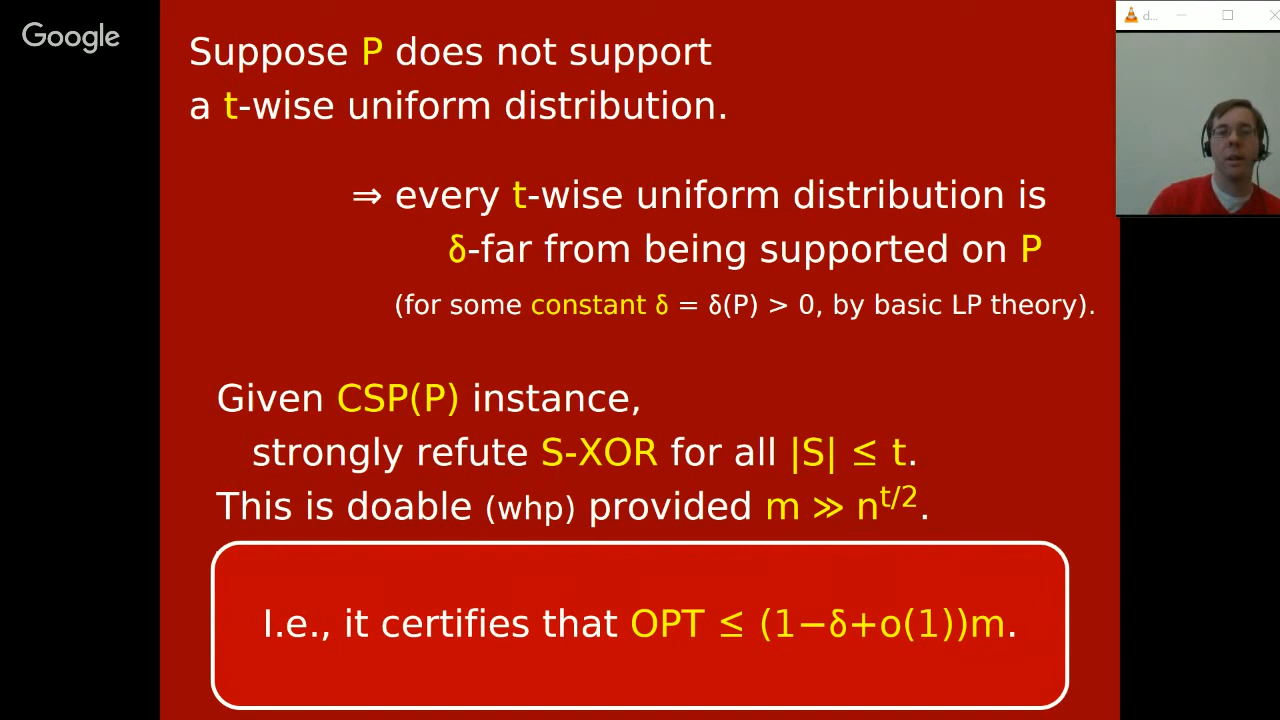 Google
d...
Suppose P does not support
a t-wise uniform distribution.
⇒ every t-wise uniform distribution is
δ-far from being supported on P
(for some constant δ = δ(P) > 0, by basic LP theory).
Given CSP(P) instance,
strongly refute S-XOR for all |S| ≤ t.
This is doable (whp) provided m ≫ n^{t/2}.
I.e., it certifies that OPT ≤ (1−δ+o(1))m.